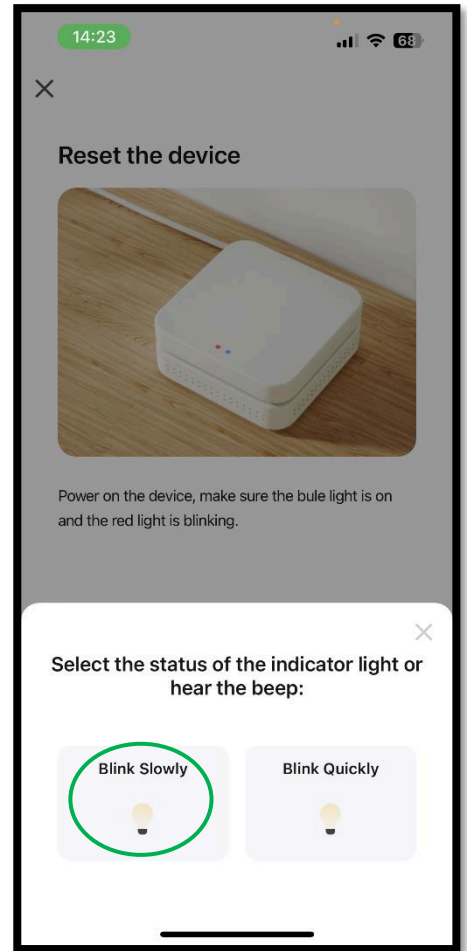 14:23
68
Reset the device
Power on the device, make sure the bule light is on
and the red light is blinking.
Select the status of the indicator light or
hear the beep:
Blink Slowly
Blink Quickly